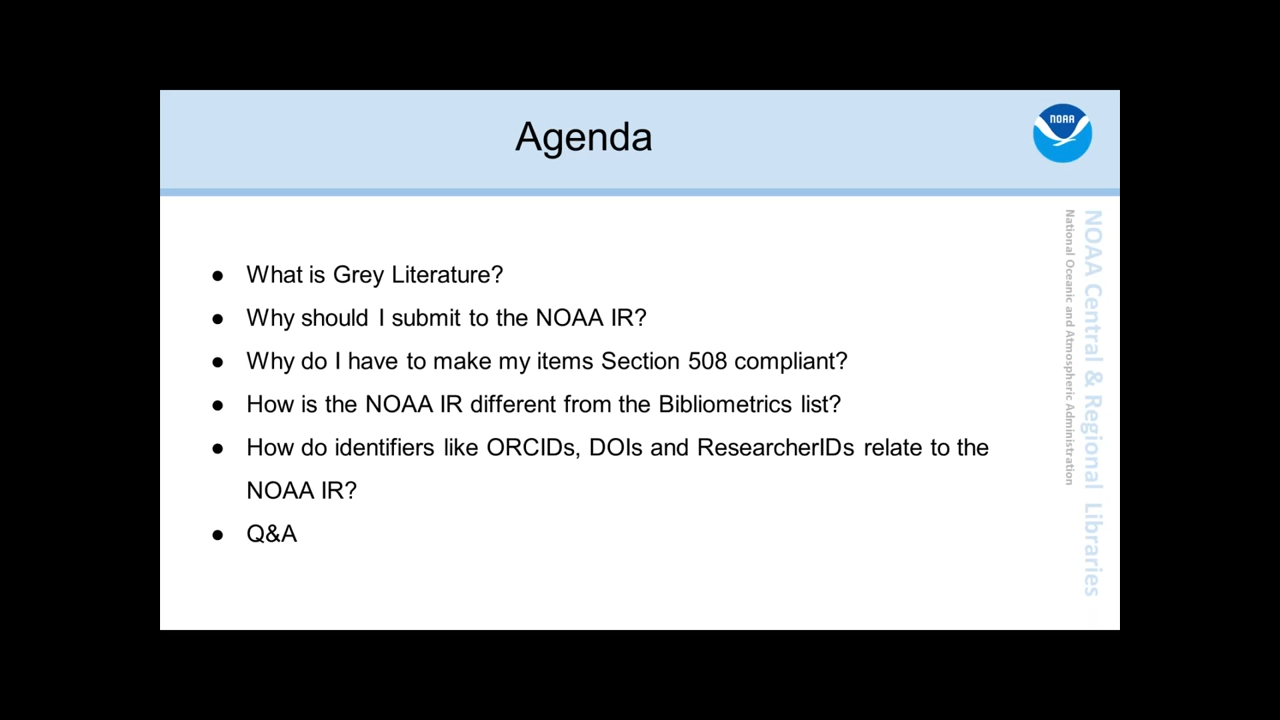 Agenda
NOAA
● What is Grey Literature?
● Why should I submit to the NOAA IR?
● Why do I have to make my items Section 508 compliant?
● How is the NOAA IR different from the Bibliometrics list?
● How do identifiers like ORCIDs, DOIs and ResearcherIDs relate to the
NOAA IR?
● Q&A
NOAA Central & Regional Libraries
National Oceanic and Atmospheric Administration